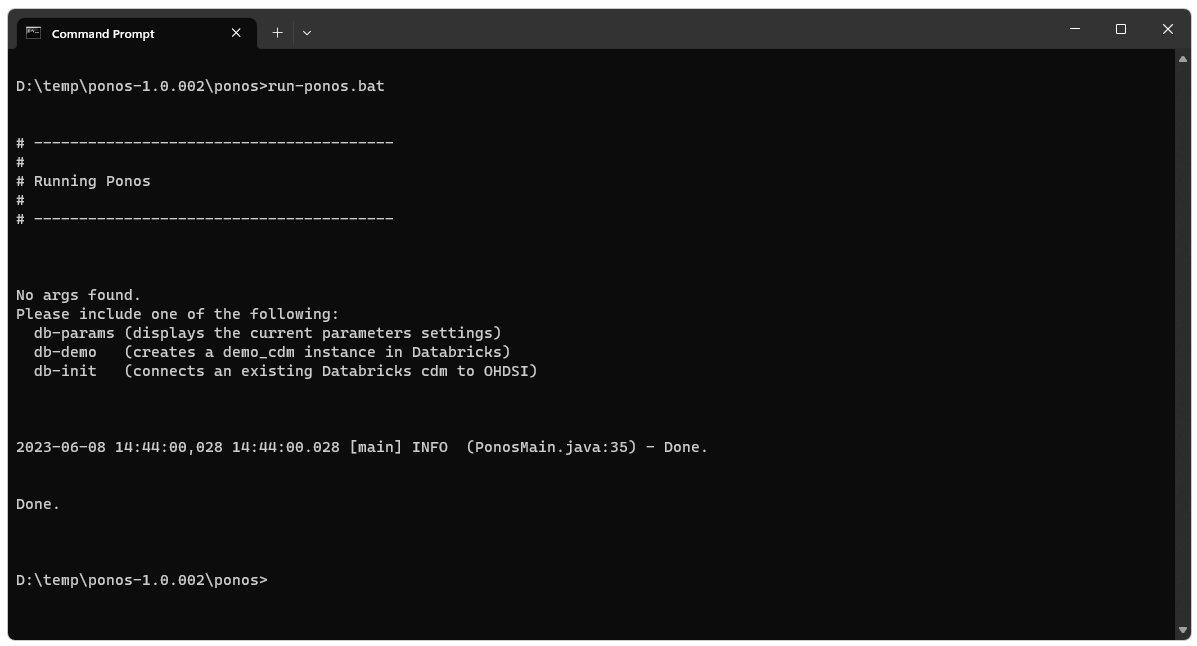 Command Prompt
D:\temp\ponos-1.0.002\ponos>run-ponos.bat
# ----------------------------------------
#
# Running Ponos
#
# ----------------------------------------
No args found.
Please include one of the following:
  db-params (displays the current parameters settings)
  db-demo   (creates a demo_cdm instance in Databricks)
  db-init   (connects an existing Databricks cdm to OHDSI)
2023-06-08 14:44:00,028 14:44:00.028 [main] INFO  (PonosMain.java:35) - Done.
Done.
D:\temp\ponos-1.0.002\ponos>